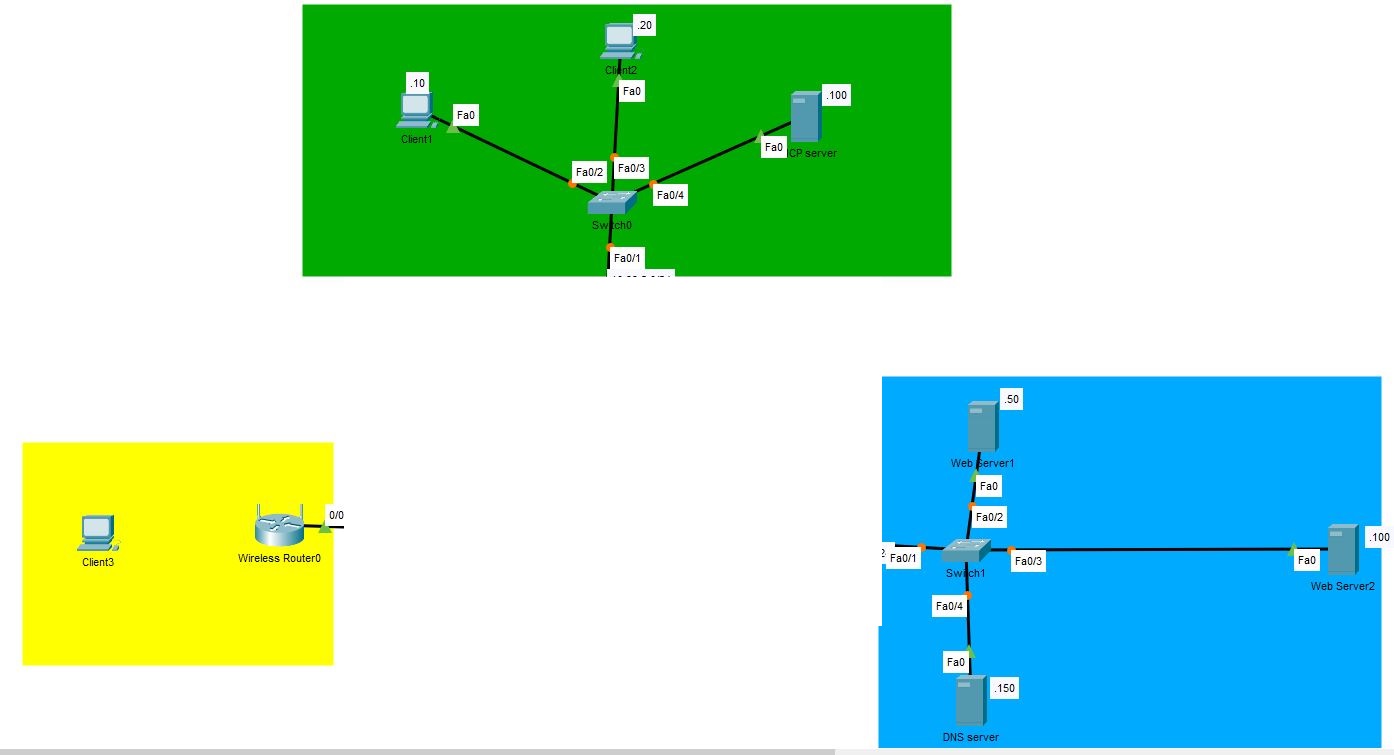 .20
Client2
Fa0
.10
Fa0
Client1
.100
Fa0
CP server
Fa0/2
Fa0/3
Fa0/4
Switch0
Fa0/1
.50
Web Server1
Fa0
Fa0/2
0/0
Client3
Wireless Router0
2
Fa0/1
Switch1
Fa0/3
.100
Fa0
Web Server2
Fa0/4
Fa0
.150
DNS server